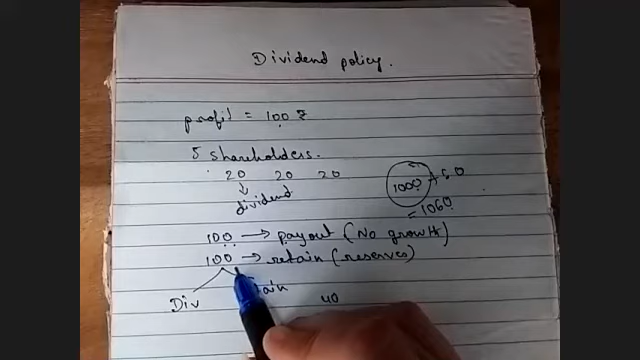 Dividend policy.
profit = 100 ₹
5 shareholders.
20 20 20
dividend
1000 + 60
= 1060
100 → payout (No growth)
100 → retain (reserves)
Div
40